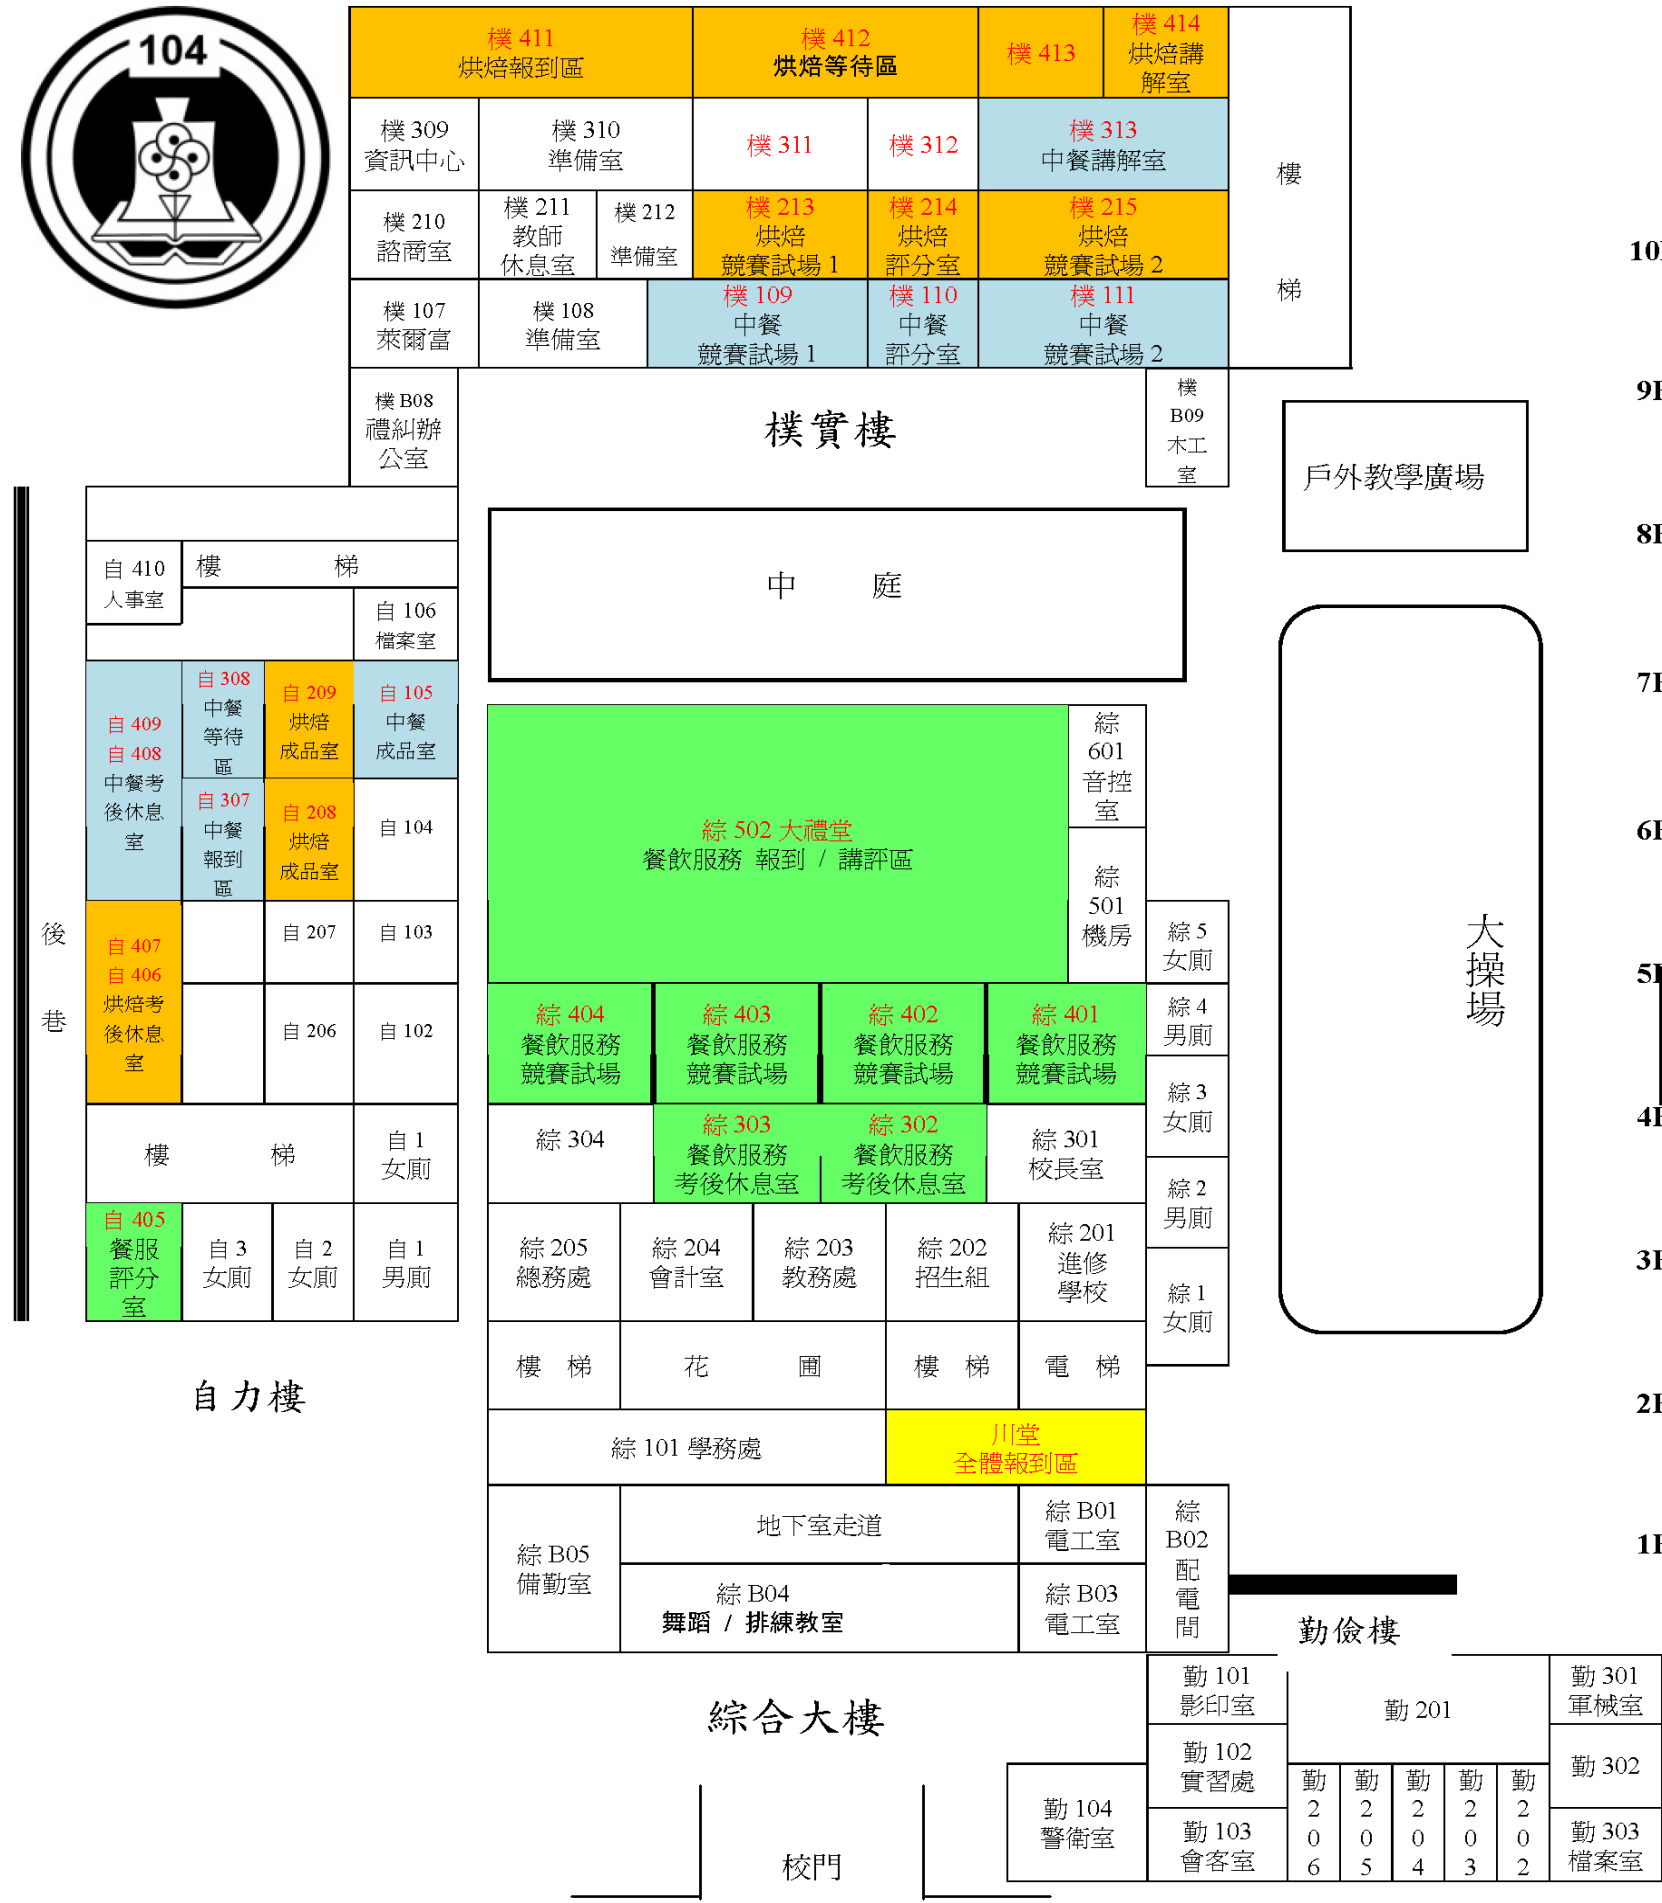 104
樸 411
烘焙報到區
樸 412
烘焙等待區
樸 413
樸 414
烘焙講
解室
樸 309
資訊中心
樸 310
準備室
樸 311
樸 312
樸 313
中餐講解室
樓
梯
樸 210
諮商室
樸 211
教師
休息室
樸 212
準備室
樸 213
烘焙
競賽試場 1
樸 214
烘焙
評分室
樸 215
烘焙
競賽試場 2
樸 107
萊爾富
樸 108
準備室
樸 109
中餐
競賽試場 1
樸 110
中餐
評分室
樸 111
中餐
競賽試場 2
樸 B08
禮糾辦
公室
樸實樓
樸
B09
木工
室
戶外教學廣場
自 410
人事室
樓 梯
自 106
檔案室
中 庭
自 409
自 408
中餐考
後休息
室
自 308
中餐
等待
區
自 209
烘焙
成品室
自 105
中餐
成品室
自 307
中餐
報到
區
自 208
烘焙
成品室
自 104
後
巷
自 407
自 406
烘焙考
後休息
室
自 207
自 103
自 206
自 102
樓 梯
自 1
女廁
自 405
餐服
評分
室
自 3
女廁
自 2
女廁
自 1
男廁
自力樓
綜 502 大禮堂
餐飲服務 報到 / 講評區
綜
601
音控
室
綜
501
機房
綜 5
女廁
綜 404
餐飲服務
競賽試場
綜 403
餐飲服務
競賽試場
綜 402
餐飲服務
競賽試場
綜 401
餐飲服務
競賽試場
綜 4
男廁
綜 304
綜 303
餐飲服務
考後休息室
綜 302
餐飲服務
考後休息室
綜 301
校長室
綜 3
女廁
綜 2
男廁
綜 205
總務處
綜 204
會計室
綜 203
教務處
綜 202
招生組
綜 201
進修
學校
綜 1
女廁
樓 梯
花 圃
樓 梯
電 梯
綜 101 學務處
川堂
全體報到區
綜 B05
備勤室
地下室走道
綜 B01
電工室
綜
B02
配
電
間
綜 B04
舞蹈 / 排練教室
綜 B03
電工室
綜合大樓
大
操
場
勤儉樓
勤 101
影印室
勤 201
勤 301
軍械室
勤 102
實習處
勤 302
勤 104
警衛室
勤 103
會客室
勤
2
0
6
勤
2
0
5
勤
2
0
4
勤
2
0
3
勤
2
0
2
勤 303
檔案室
校門
10
9
8
7
6
5
4
3
2
1